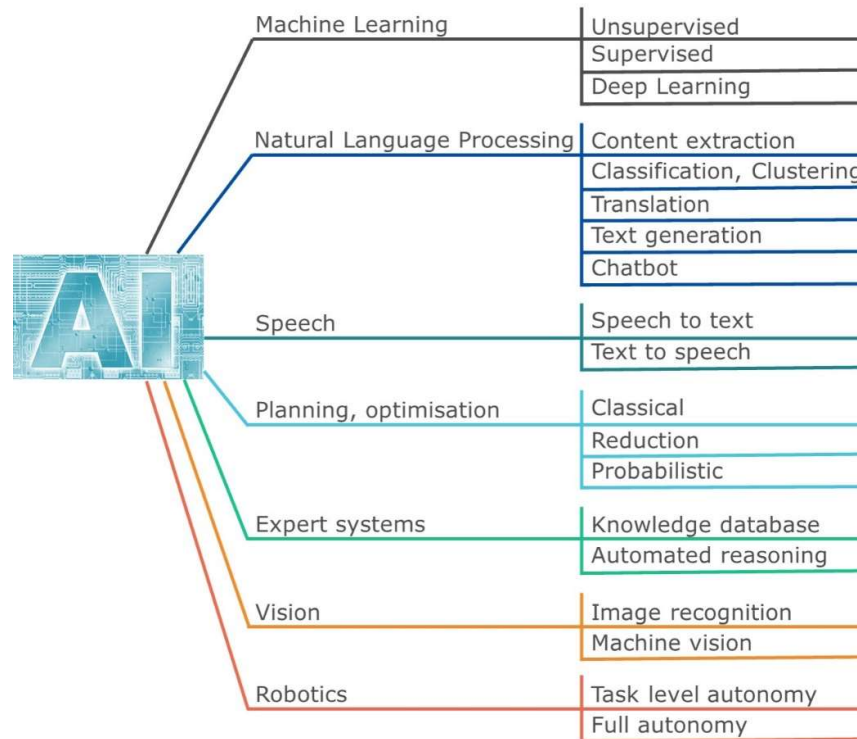 Machine Learning
Unsupervised
Supervised
Deep Learning
Natural Language Processing
Content extraction
Classification, Clustering
Translation
Text generation
Chatbot
AI
Speech
Speech to text
Text to speech
Planning, optimisation
Classical
Reduction
Probabilistic
Expert systems
Knowledge database
Automated reasoning
Vision
Image recognition
Machine vision
Robotics
Task level autonomy
Full autonomy